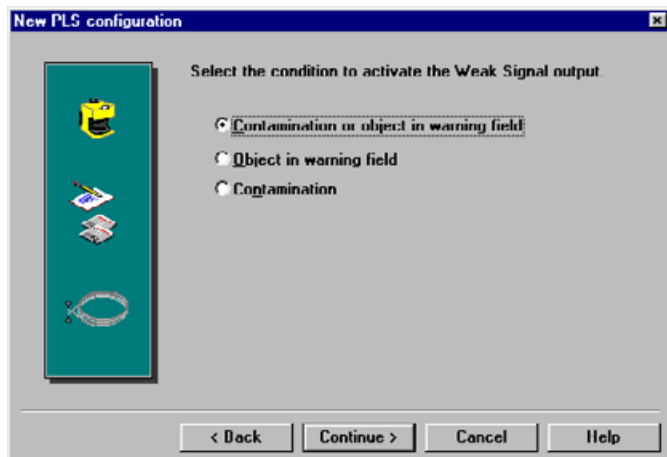 New PLS configuration
Select the condition to activate the Weak Signal output.
Contamination or object in warning field
Object in warning field
Contamination
< Back
Continue >
Cancel
Help